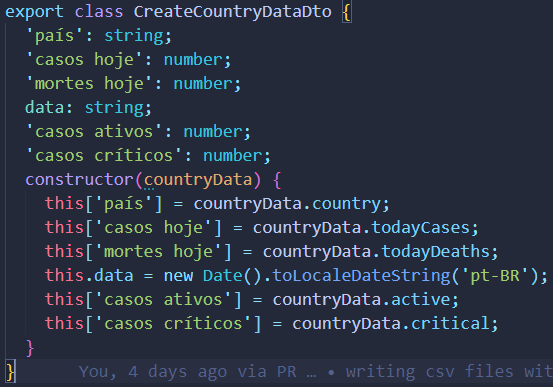 export class CreateCountryDataDto {
'país': string;
'casos hoje': number;
'mortes hoje': number;
data: string;
'casos ativos': number;
'casos críticos': number;
constructor(countryData) {
this['país'] = countryData.country;
this['casos hoje'] = countryData.todayCases;
this['mortes hoje'] = countryData.todayDeaths;
this.data = new Date().toLocaleDateString('pt-BR');
this['casos ativos'] = countryData.active;
this['casos críticos'] = countryData.critical;
}
} You, 4 days ago via PR … • writing csv files wit